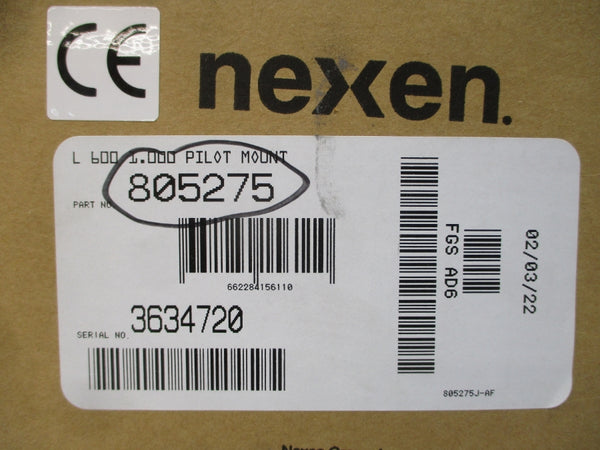 CE
nexen.
L 600 1.000 PILOT MOUNT
PART NO
805275
662284156110
SERIAL NO. 3634720
FGS AD6
02/03/22
805275J-AF